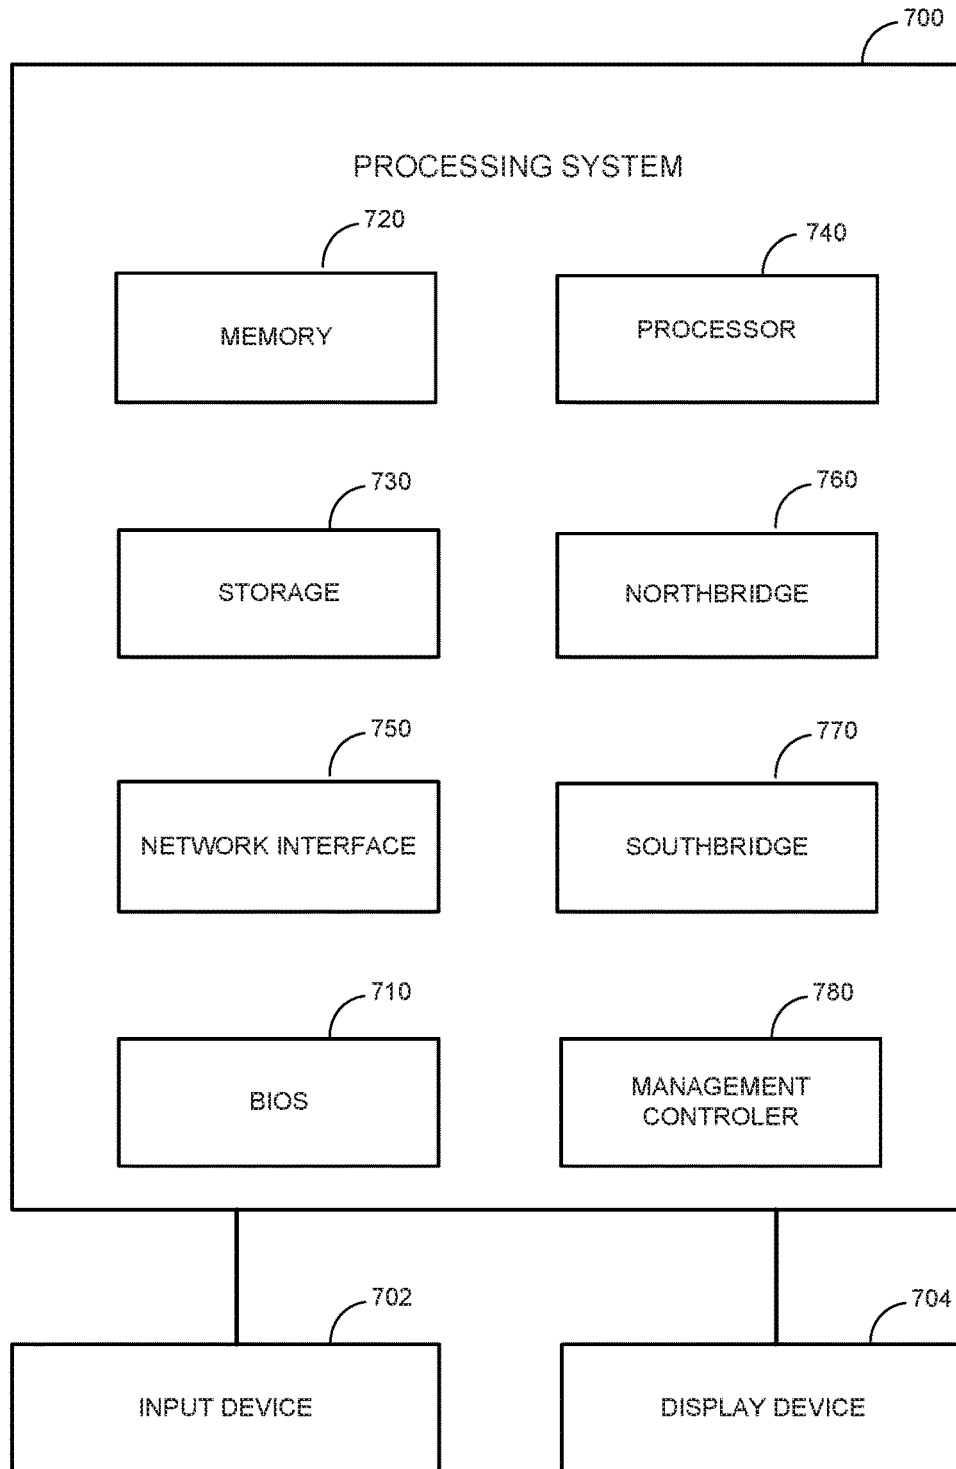 700
PROCESSING SYSTEM
720
740
MEMORY
PROCESSOR
730
760
STORAGE
NORTHBRIDGE
750
770
NETWORK INTERFACE
SOUTHBRIDGE
710
780
BIOS
MANAGEMENT
CONTROLER
702
704
INPUT DEVICE
DISPLAY DEVICE